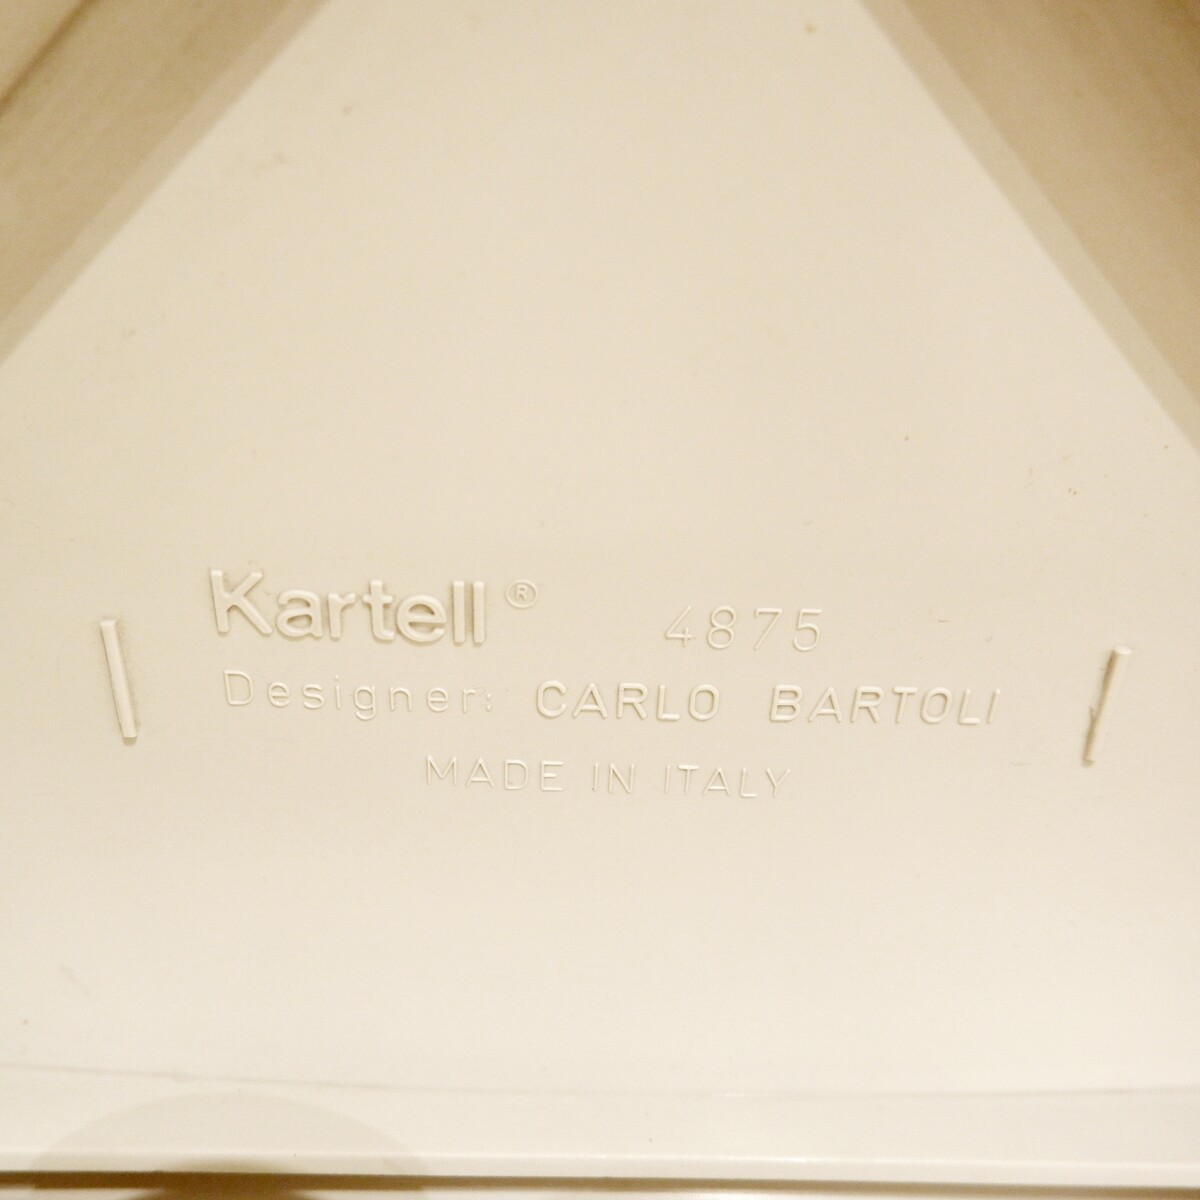 Kartell® 4875
Designer: CARLO BARTOLI
MADE IN ITALY